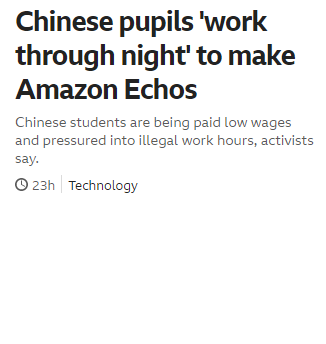 Chinese pupils 'work
through night' to make
Amazon Echos
Chinese students are being paid low wages
and pressured into illegal work hours, activists
say.
23h Technology